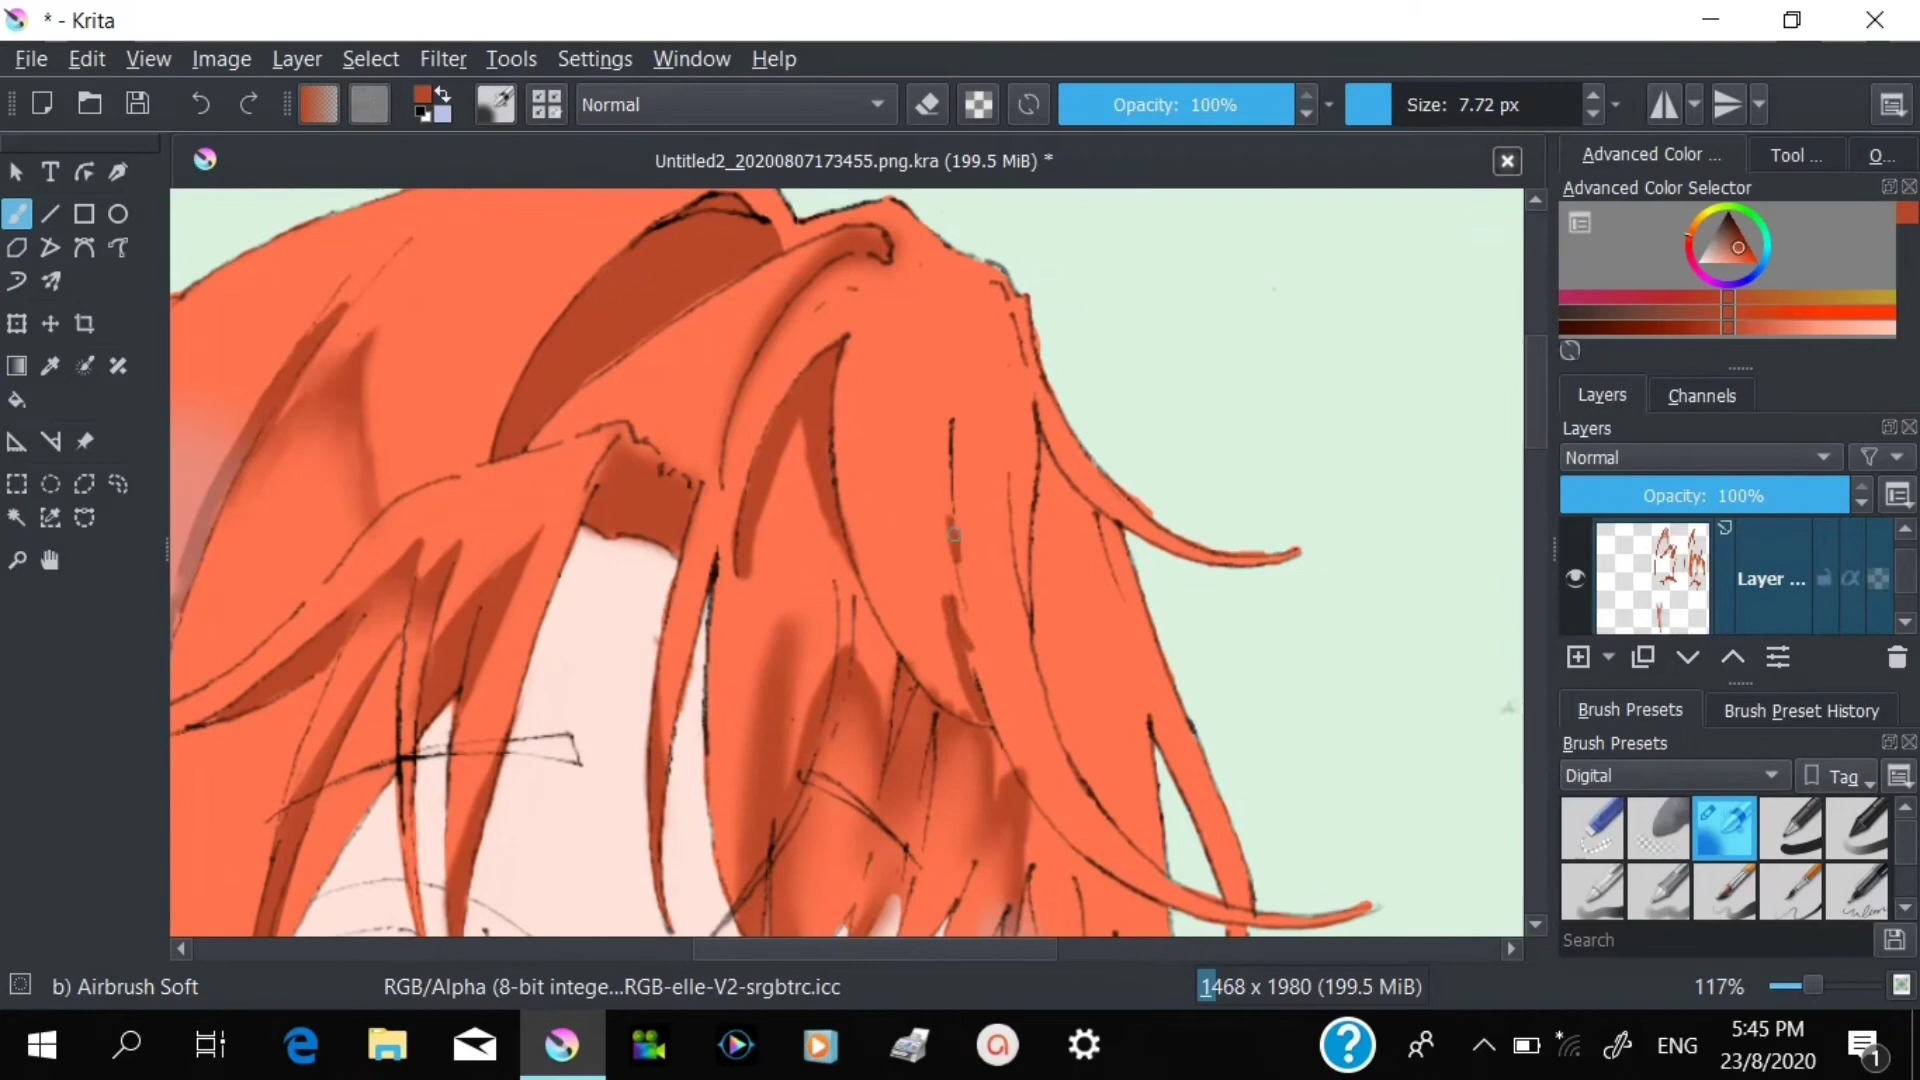 * - Krita
File Edit View Image Layer Select Filter Tools Settings Window Help
Normal Opacity: 100% Size: 7.72 px
Untitled2_20200807173455.png.kra (199.5 MiB) *
Advanced Color ... Tool ... O...
Advanced Color Selector
Layers Channels
Layers
Normal
Opacity: 100%
Layer ...
Brush Presets Brush Preset History
Brush Presets
Digital Tag
Search
b) Airbrush Soft RGB/Alpha (8-bit intege...RGB-elle-V2-srgbtrc.icc 1468 x 1980 (199.5 MiB) 117%
ENG 5:45 PM
23/8/2020
1